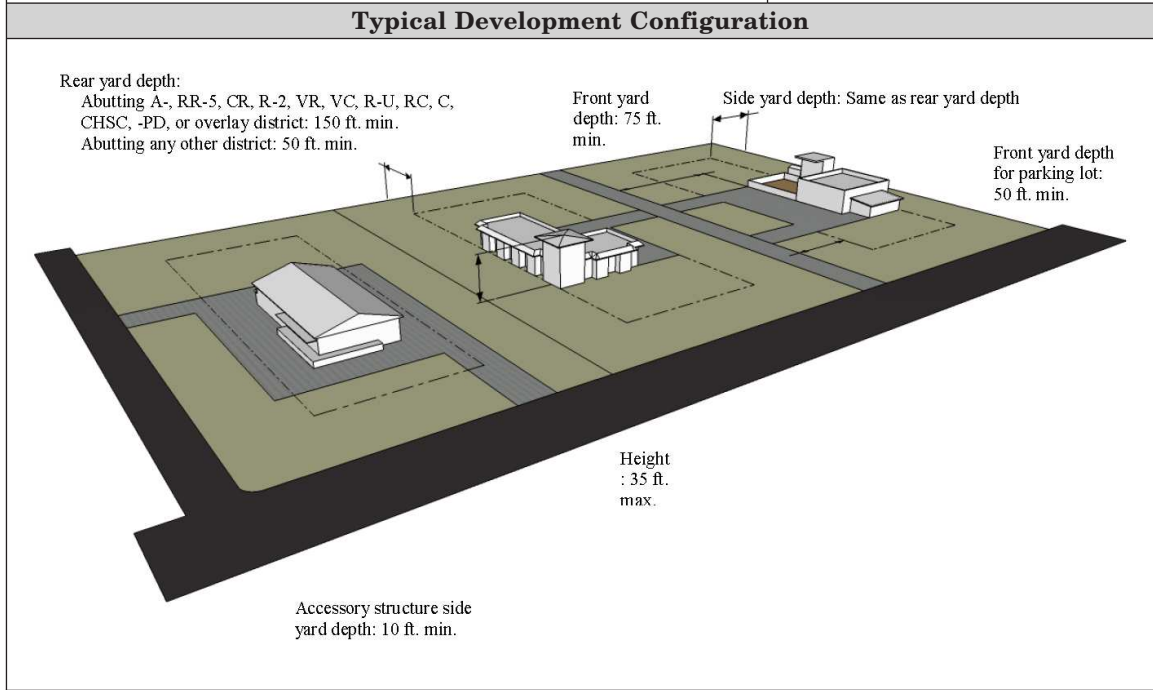 Typical Development Configuration
Rear yard depth:
Abutting A-, RR-5, CR, R-2, VR, VC, R-U, RC, C,
CHSC, -PD, or overlay district: 150 ft. min.
Abutting any other district: 50 ft. min.
Front yard
depth: 75 ft.
min.
Side yard depth: Same as rear yard depth
Front yard depth
for parking lot:
50 ft. min.
Height
: 35 ft.
max.
Accessory structure side
yard depth: 10 ft. min.